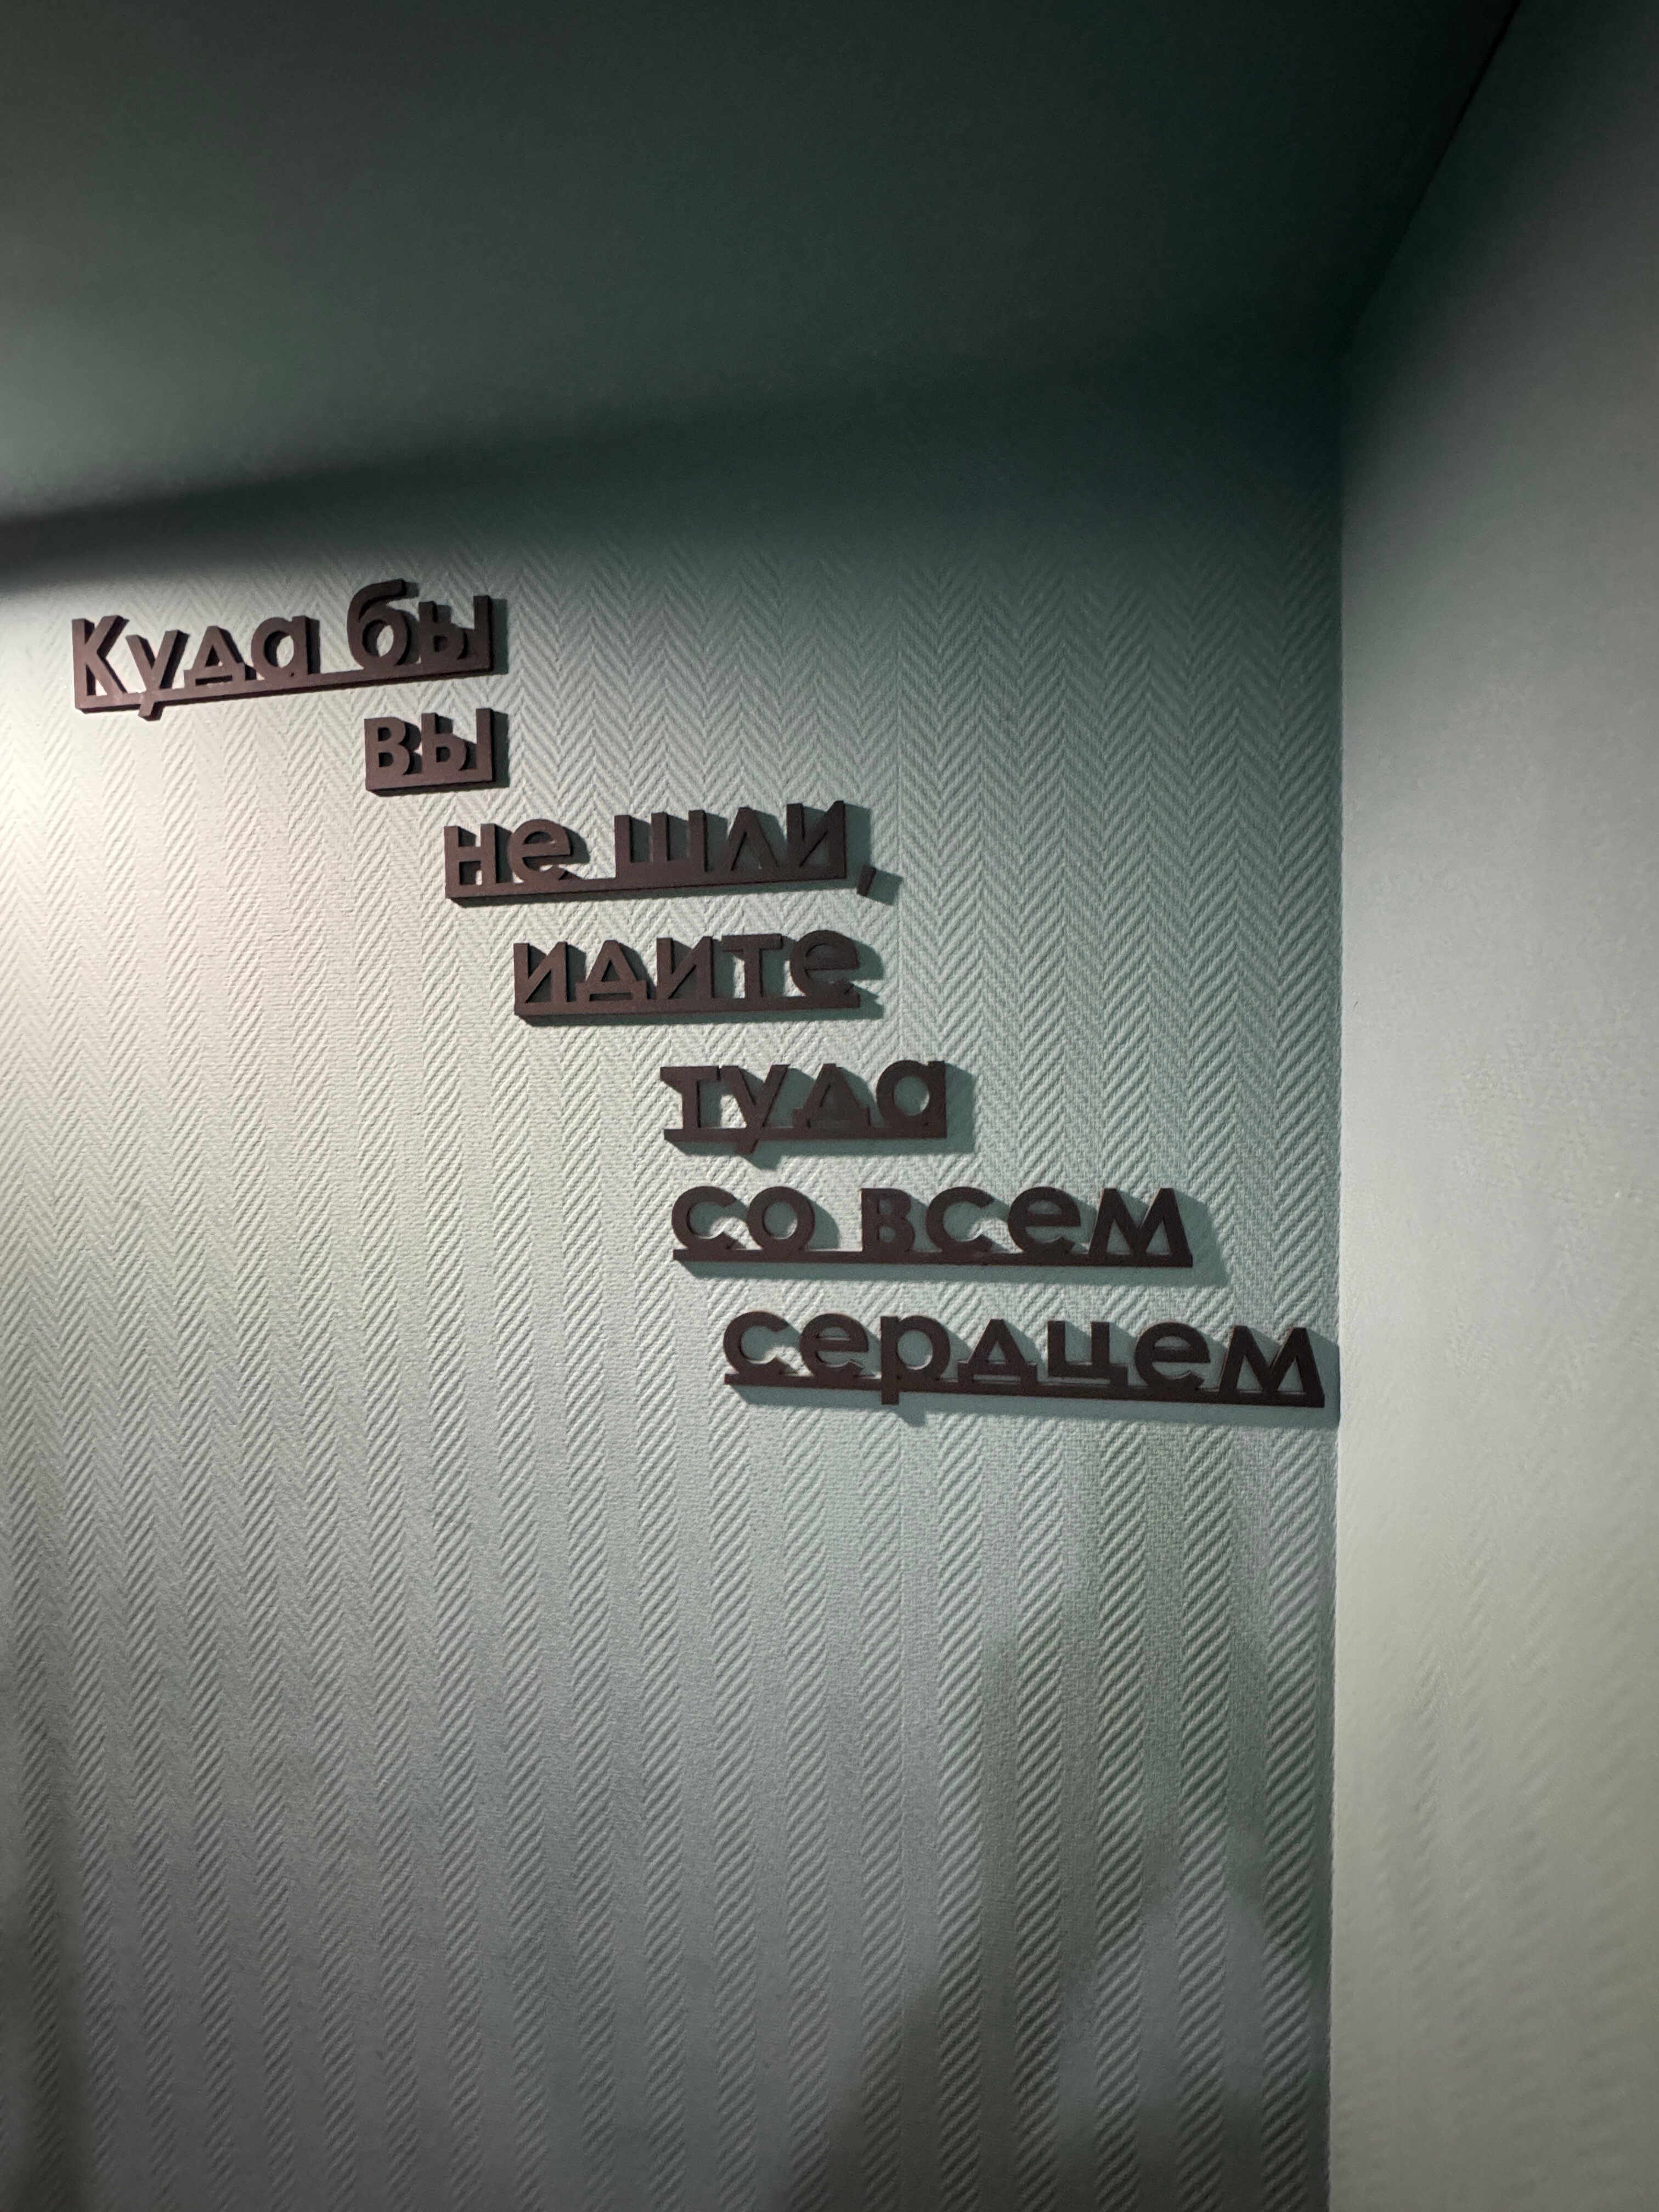 Куда бы
вы
не шли,
идите
туда
со всем
сердцем